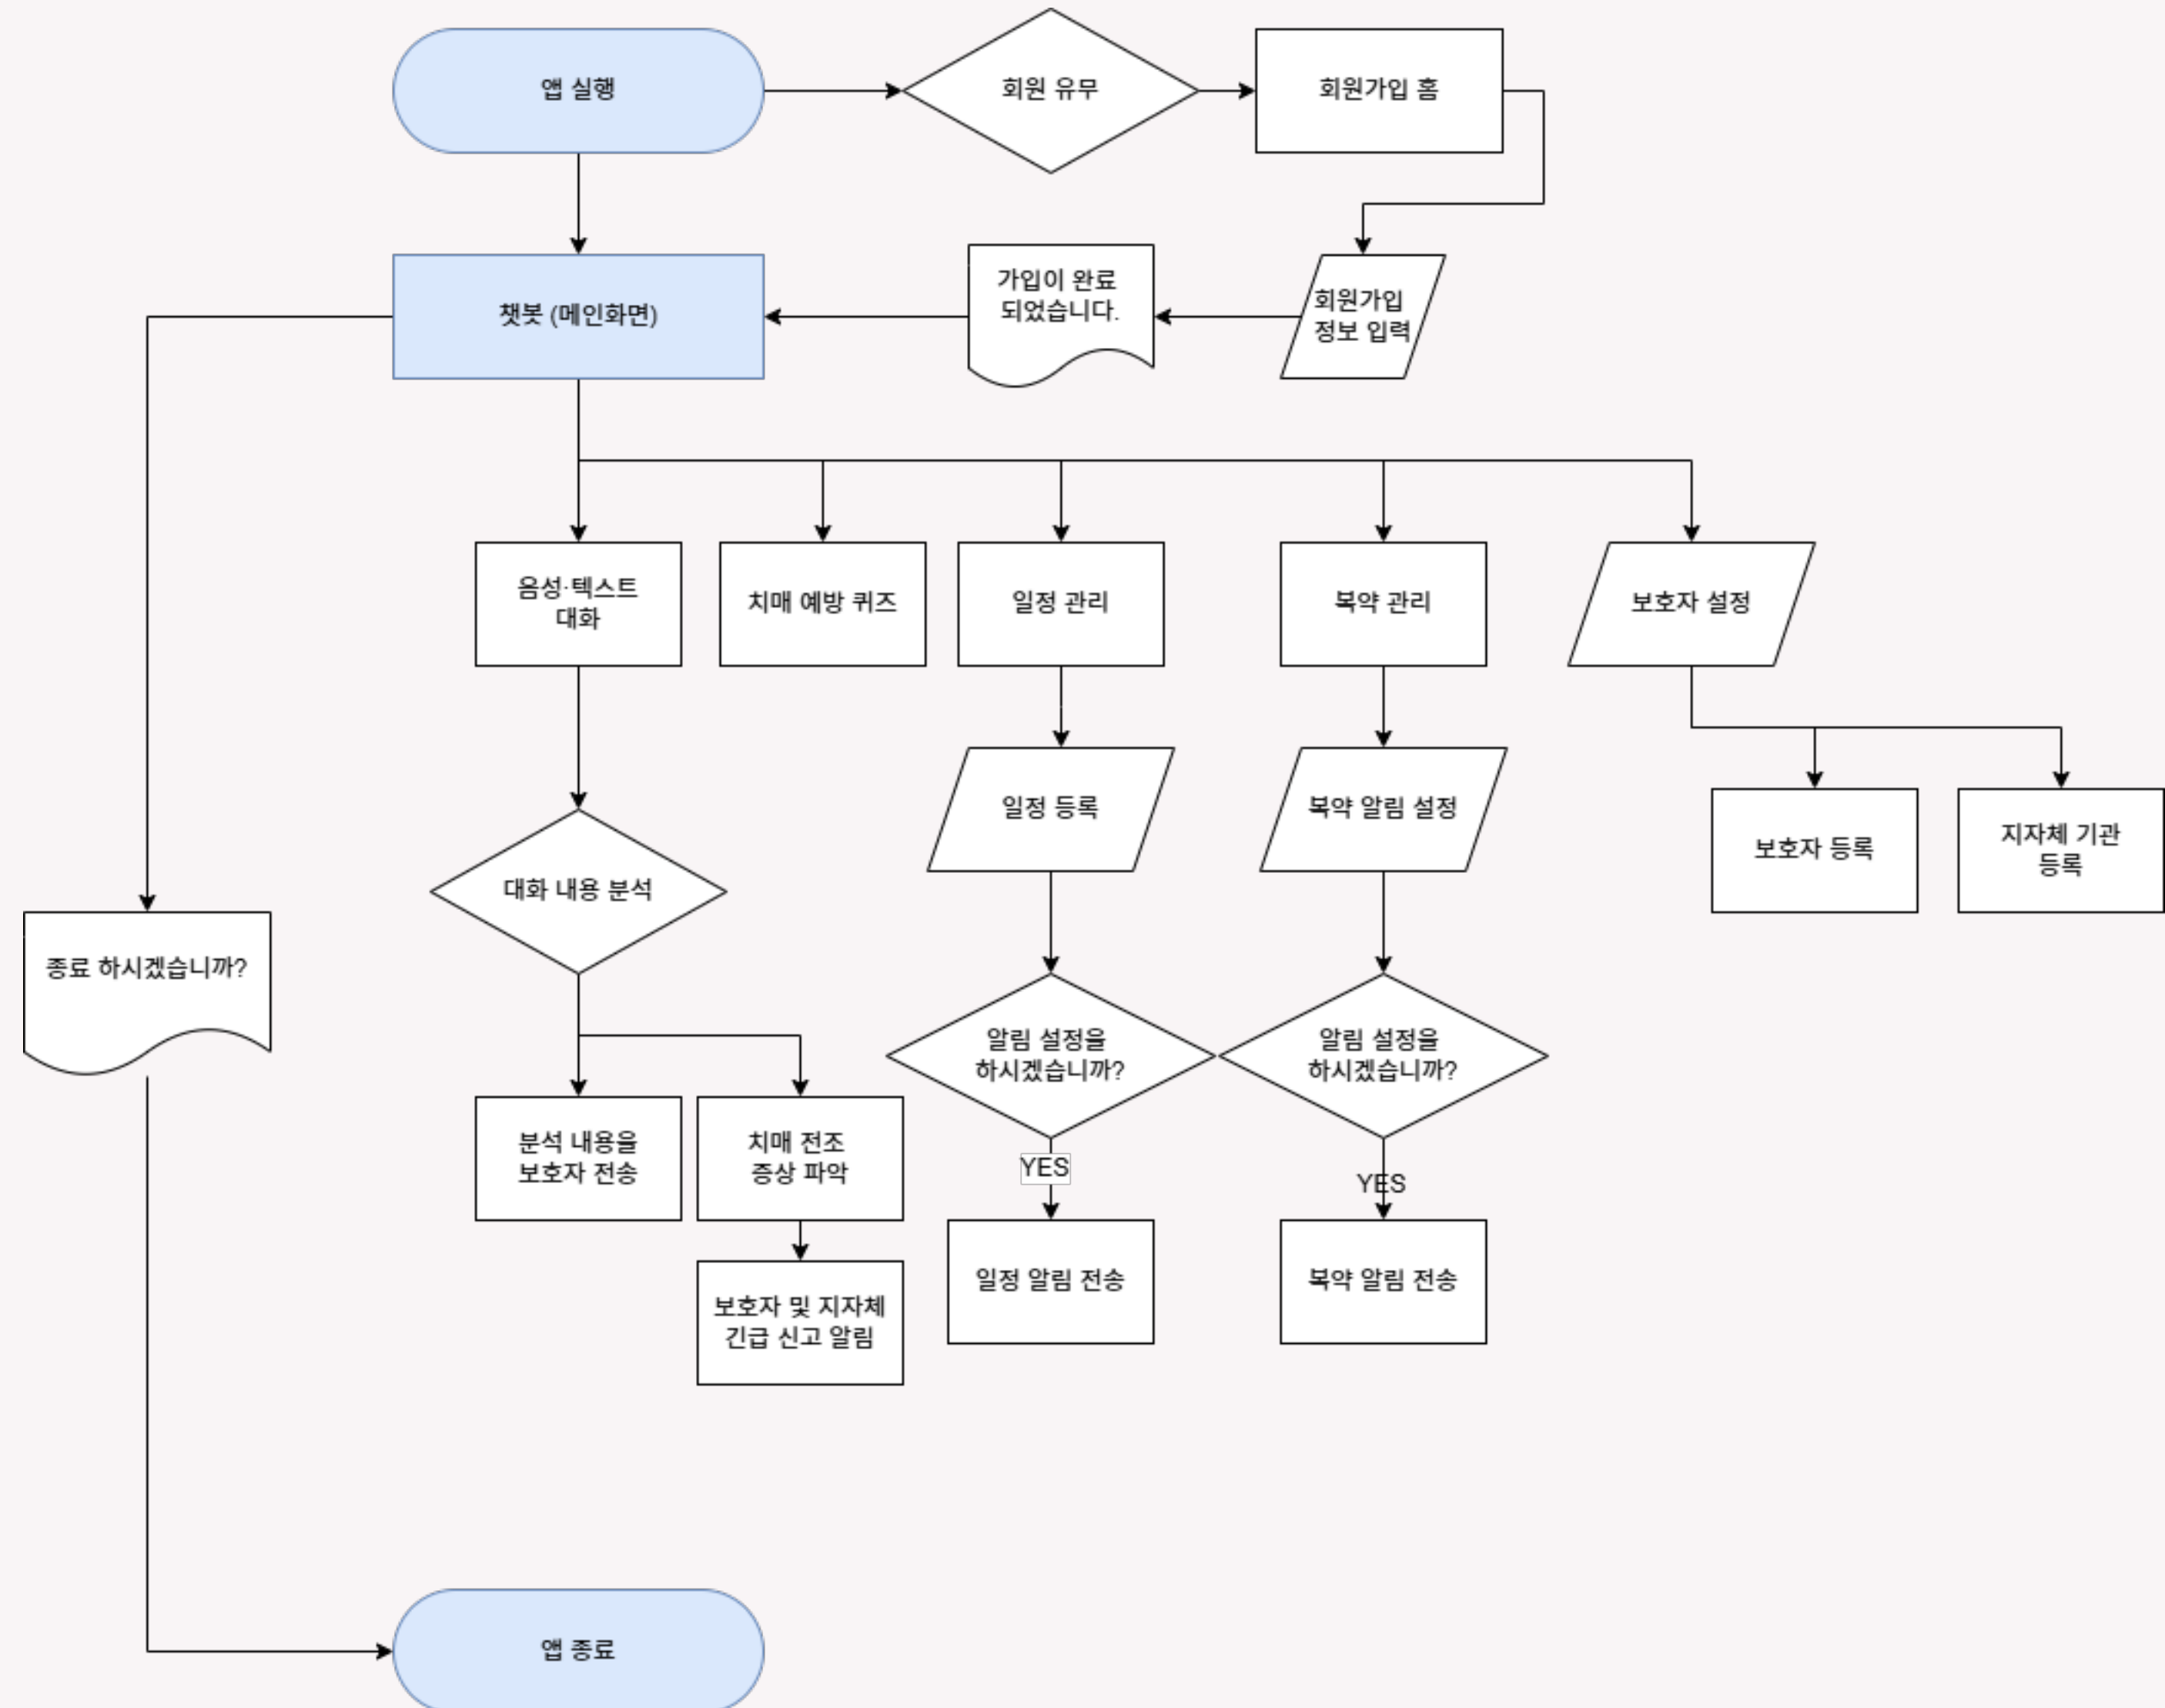 앱 실행
회원 유무
회원가입 홈
챗봇 (메인화면)
가입이 완료
되었습니다.
회원가입
정보 입력
음성·텍스트
대화
치매 예방 퀴즈
일정 관리
복약 관리
보호자 설정
일정 등록
복약 알림 설정
보호자 등록
지자체 기관
등록
대화 내용 분석
종료 하시겠습니까?
알림 설정을
하시겠습니까?
알림 설정을
하시겠습니까?
분석 내용을
보호자 전송
치매 전조
증상 파악
YES
YES
일정 알림 전송
복약 알림 전송
보호자 및 지자체
긴급 신고 알림
앱 종료